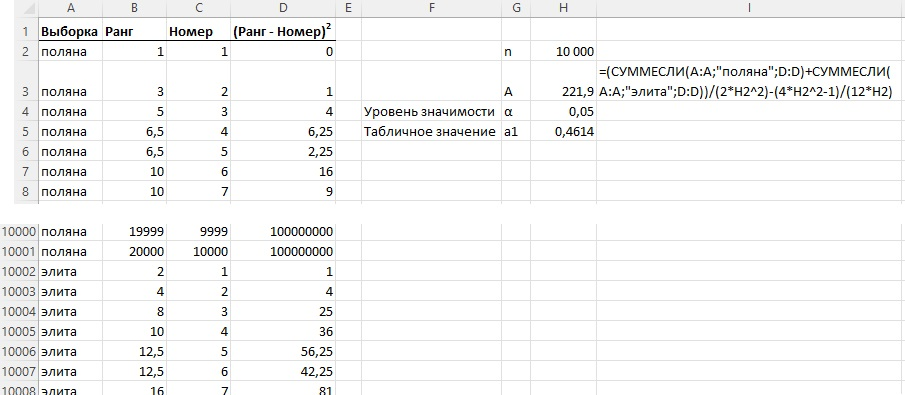 A B C D E F G H I
1 Выборка Ранг Номер (Ранг - Номер)²
2 поляна 1 1 0 n 10 000
=(СУММЕСЛИ(A:A;"поляна";D:D)+СУММЕСЛИ(
3 поляна 3 2 1 A 221,9 A:A;"элита";D:D))/(2*H2^2)-(4*H2^2-1)/(12*H2)
4 поляна 5 3 4 Уровень значимости α 0,05
5 поляна 6,5 4 6,25 Табличное значение a1 0,4614
6 поляна 6,5 5 2,25
7 поляна 10 6 16
8 поляна 10 7 9
10000 поляна 19999 9999 100000000
10001 поляна 20000 10000 100000000
10002 элита 2 1 1
10003 элита 4 2 4
10004 элита 8 3 25
10005 элита 10 4 36
10006 элита 12,5 5 56,25
10007 элита 12,5 6 42,25
10008 элита 16 7 81